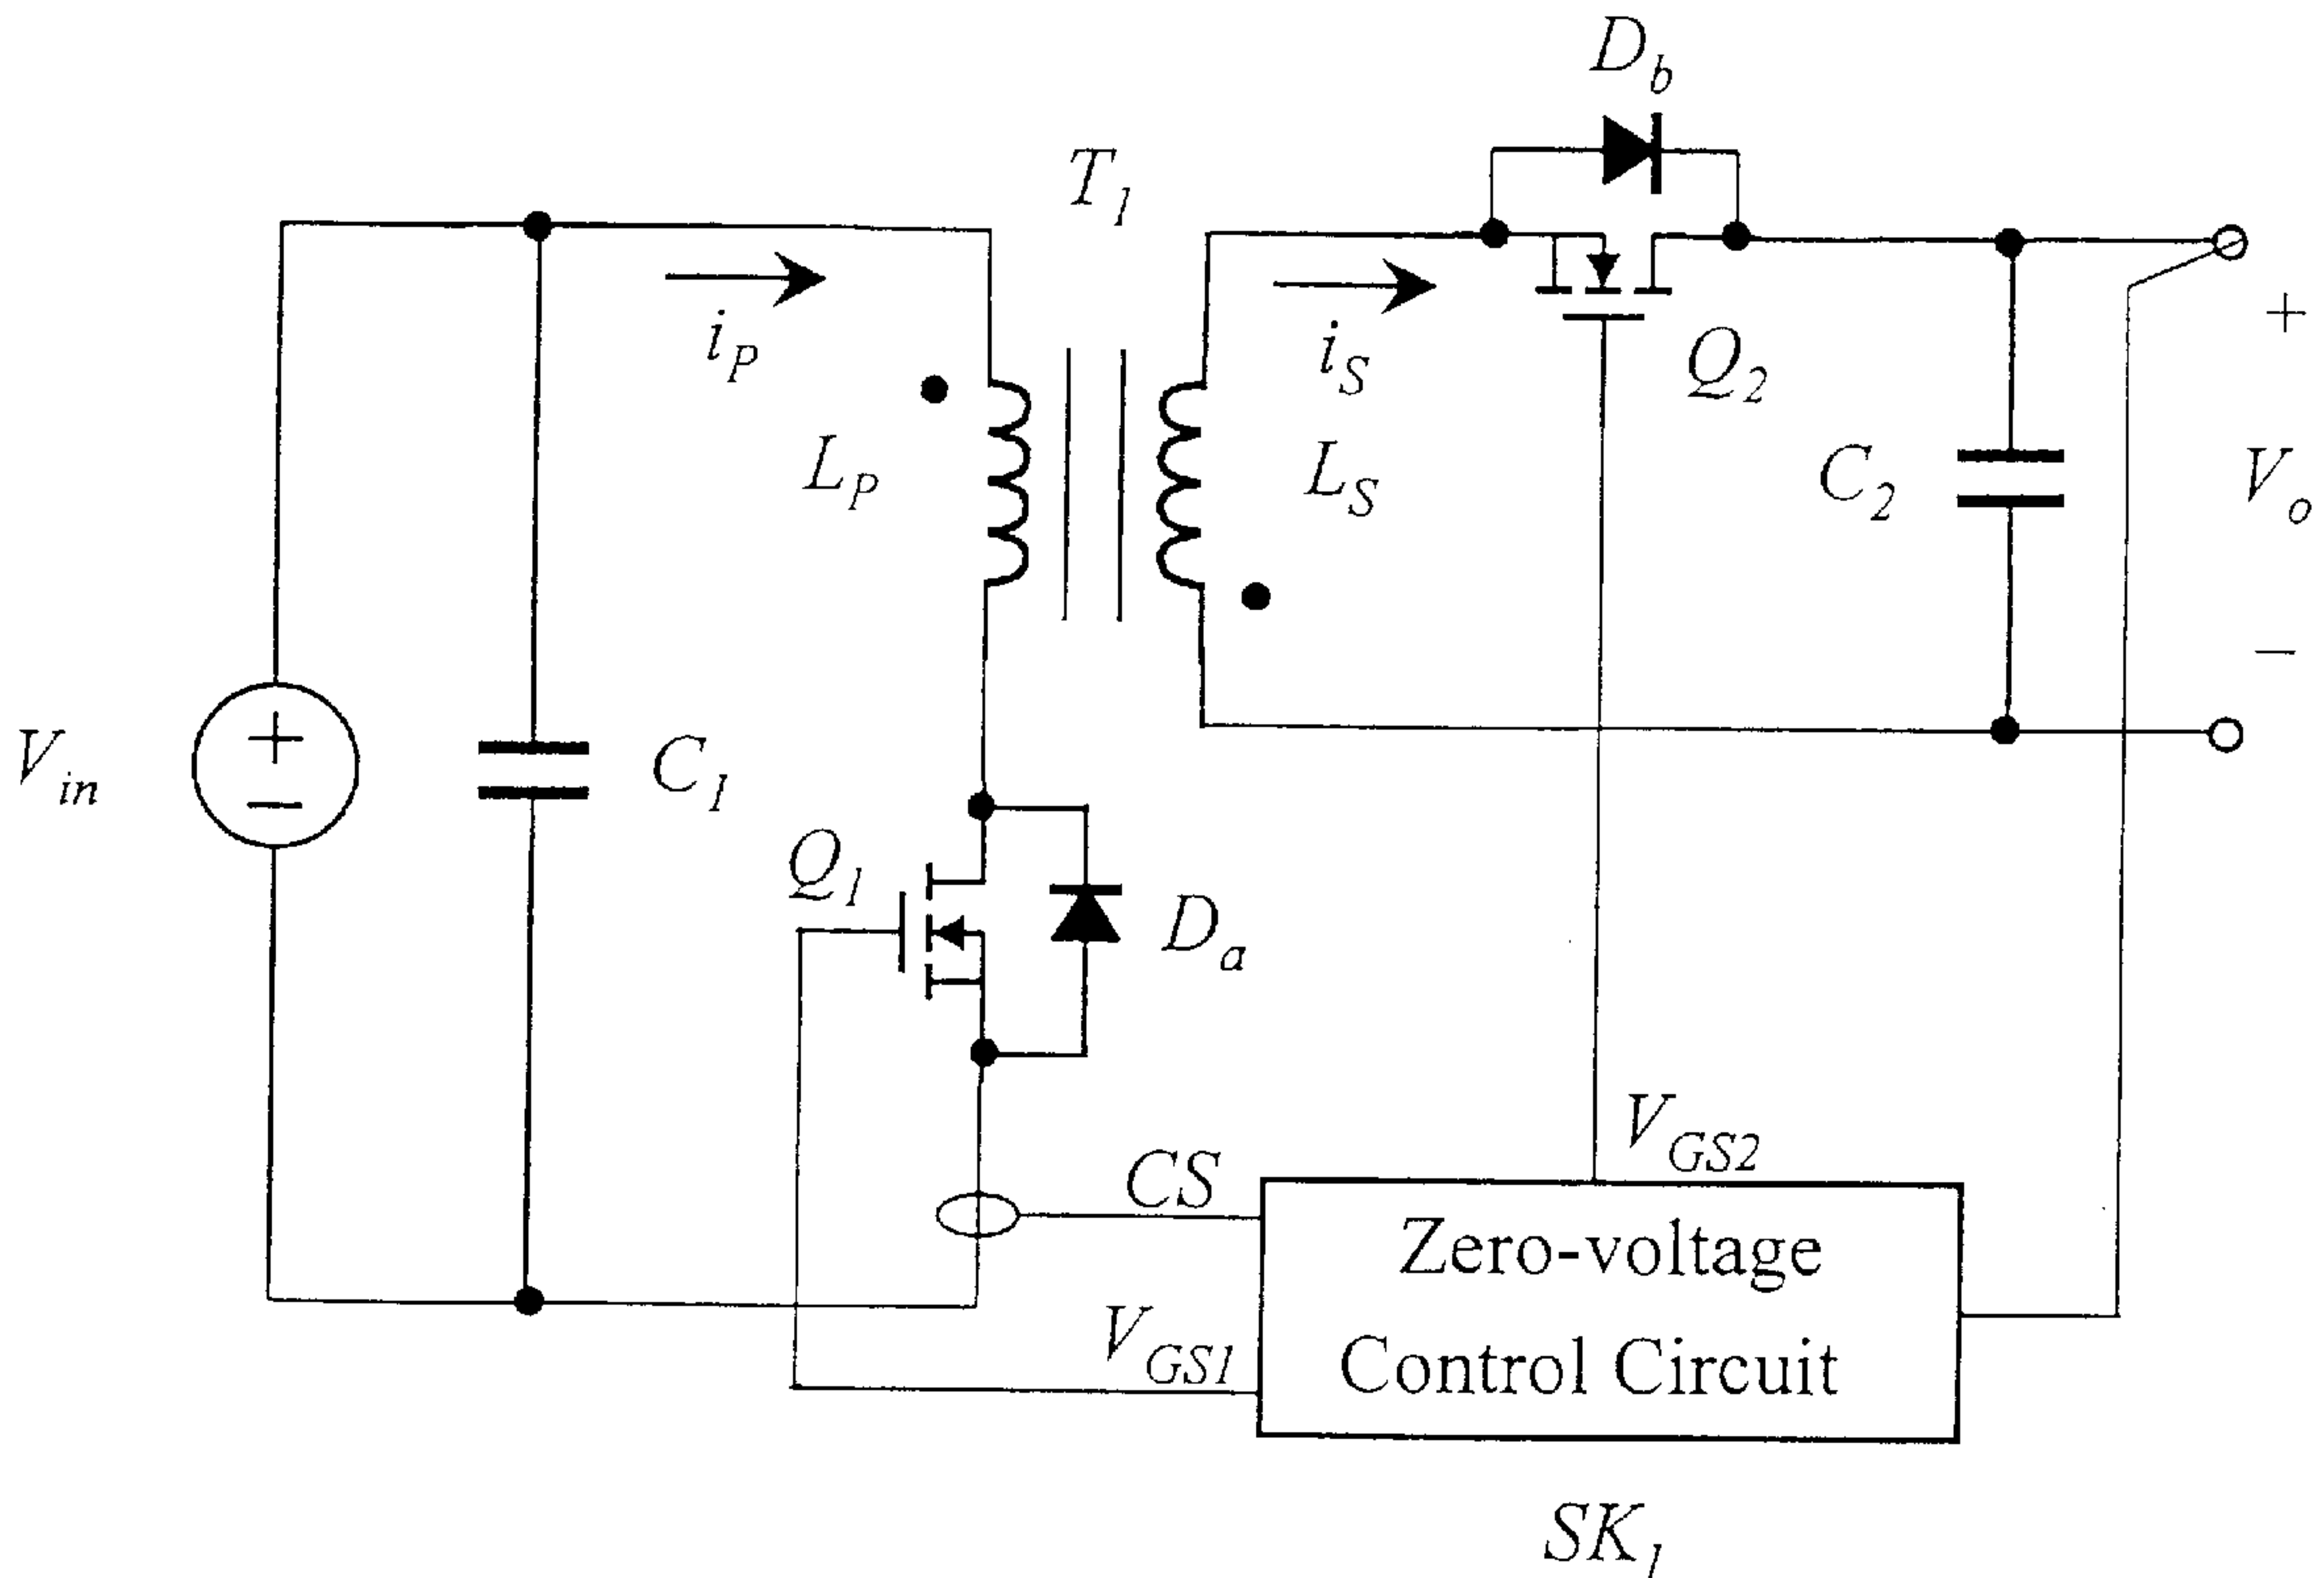 D_b
T_1
i_P
i_S
Q_2
L_P
L_S
C_2
+
V_o
−
V_in
+
−
C_1
Q_1
D_a
V_GS2
CS
Zero-voltage
Control Circuit
V_GS1
SK_1